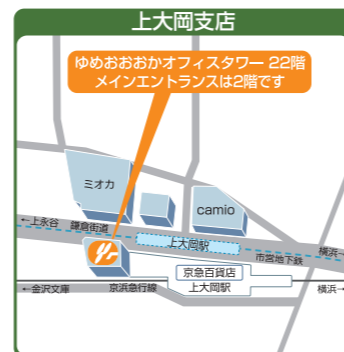 上大岡支店
ゆめおおおかオフィスタワー 22階
メインエントランスは2階です
ミオカ
camio
←上永谷
鎌倉街道
上大岡駅
市営地下鉄
横浜→
京急百貨店
上大岡駅
←金沢文庫
京浜急行線
横浜→